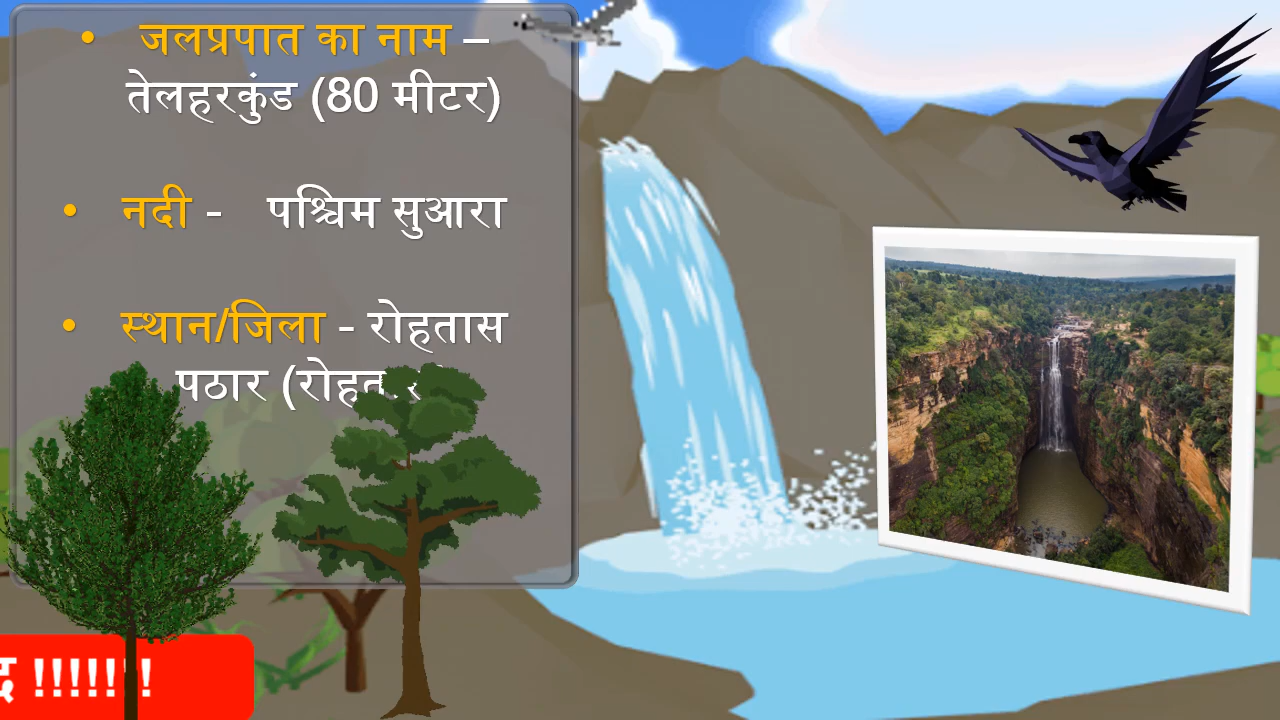 • जलप्रपात का नाम –
तेलहरकुंड (80 मीटर)
• नदी - पश्चिम सुआरा
• स्थान/जिला - रोहतास
पठार
!!!!!!!